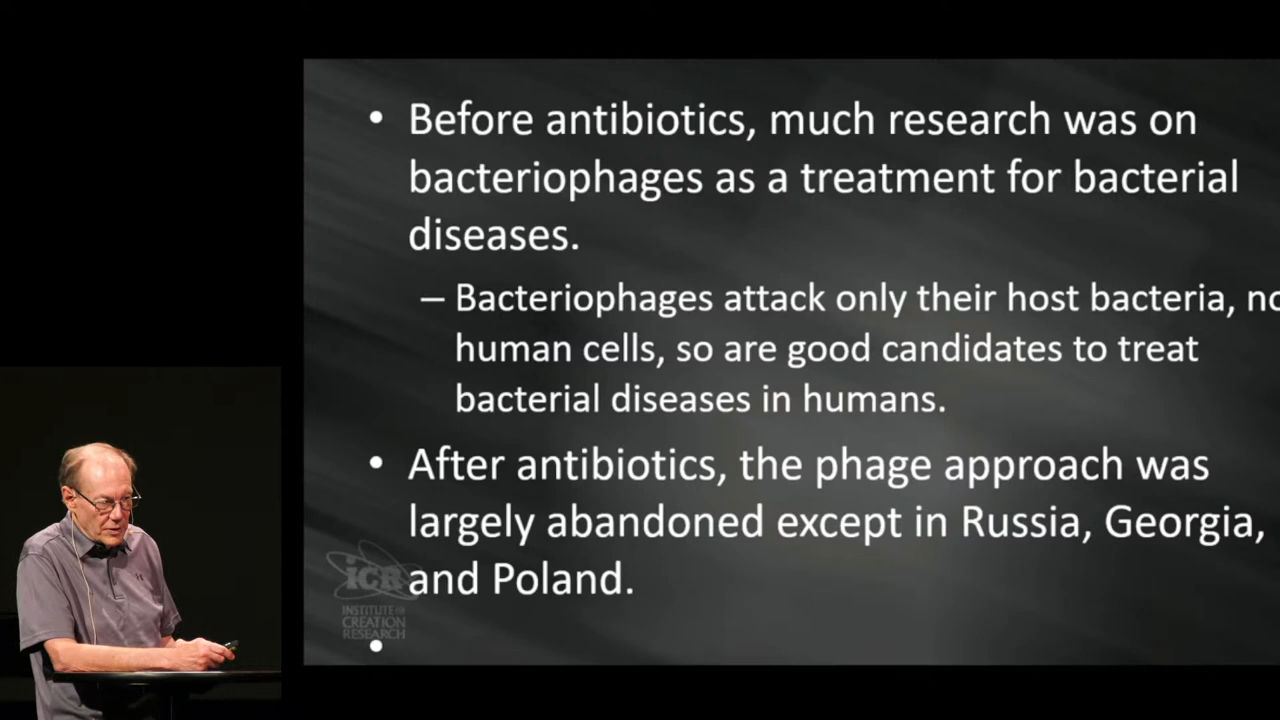 • Before antibiotics, much research was on
bacteriophages as a treatment for bacterial
diseases.
– Bacteriophages attack only their host bacteria,
human cells, so are good candidates to treat
bacterial diseases in humans.
• After antibiotics, the phage approach was
largely abandoned except in Russia, Georgia,
and Poland.
icr
INSTITUTE for
CREATION
RESEARCH
•